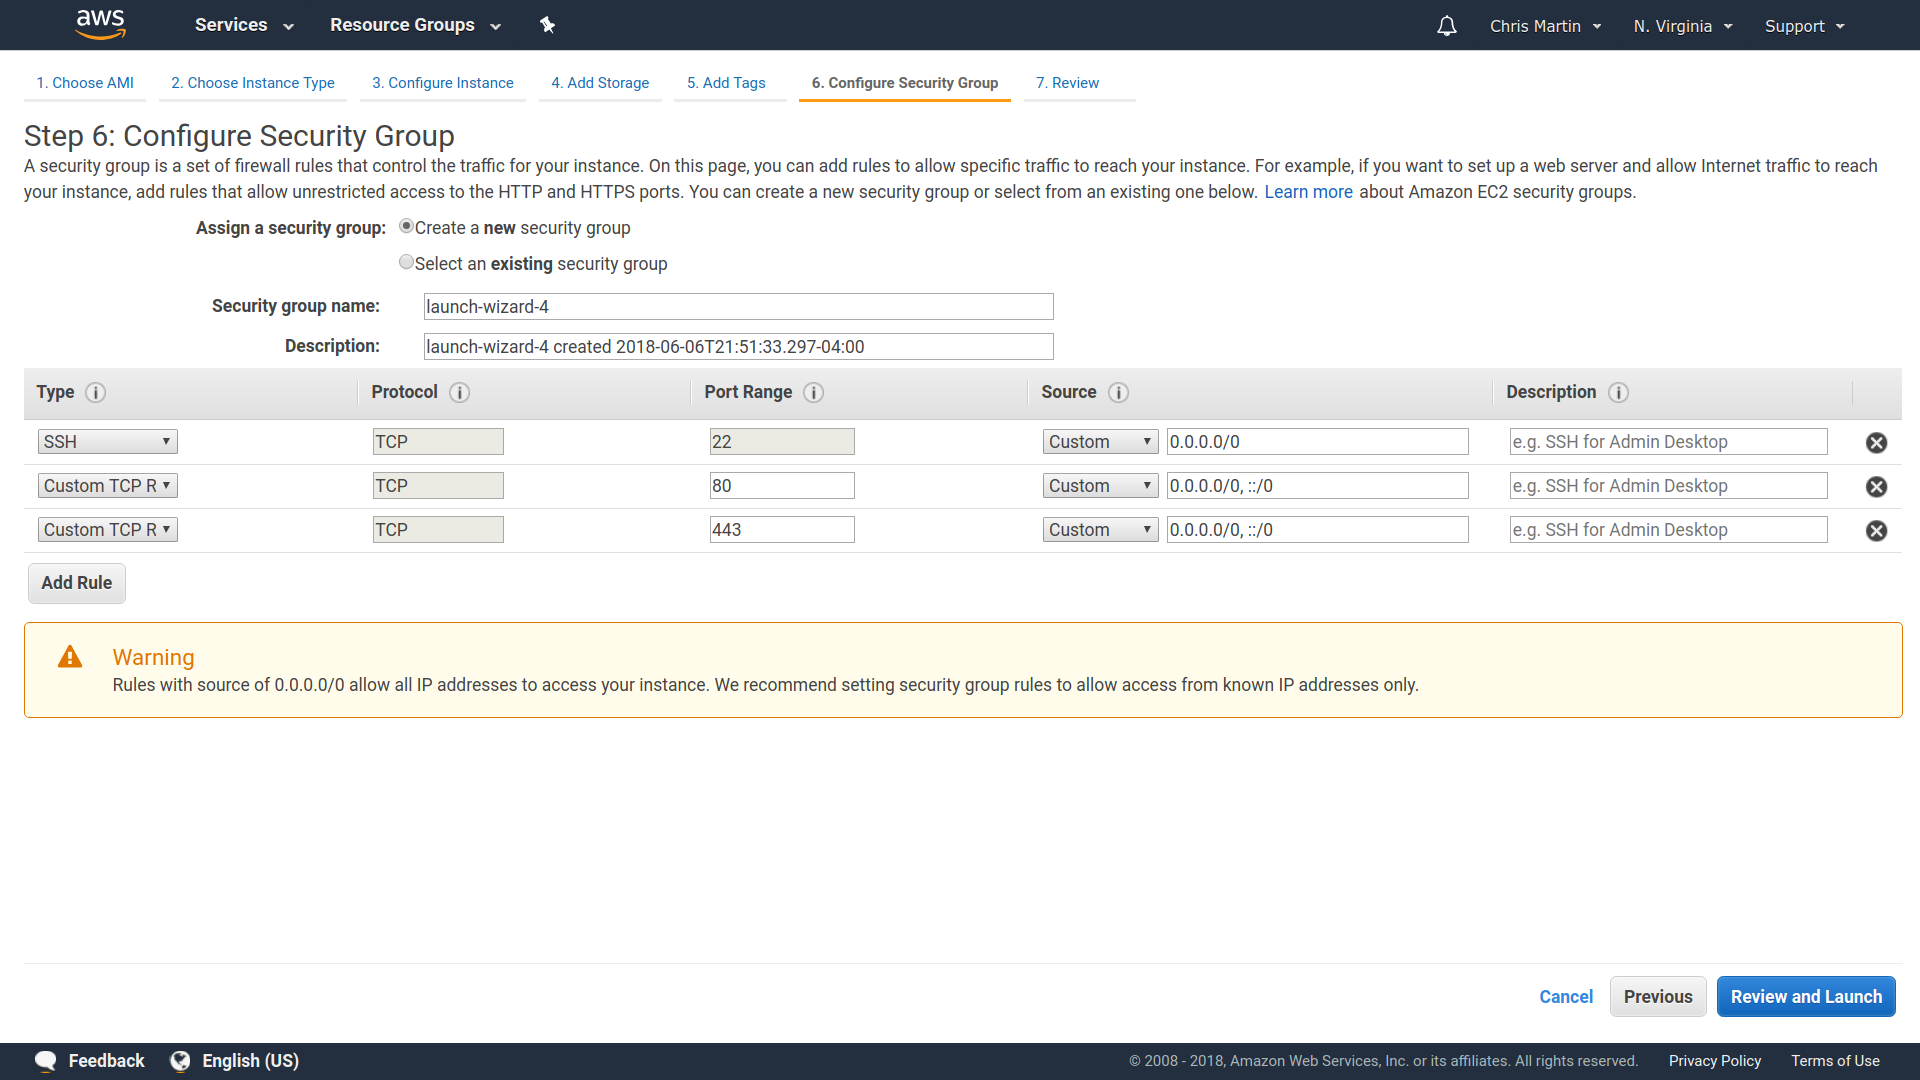 aws Services Resource Groups Chris Martin N. Virginia Support
1. Choose AMI 2. Choose Instance Type 3. Configure Instance 4. Add Storage 5. Add Tags 6. Configure Security Group 7. Review
Step 6: Configure Security Group
A security group is a set of firewall rules that control the traffic for your instance. On this page, you can add rules to allow specific traffic to reach your instance. For example, if you want to set up a web server and allow Internet traffic to reach
your instance, add rules that allow unrestricted access to the HTTP and HTTPS ports. You can create a new security group or select from an existing one below. Learn more about Amazon EC2 security groups.
Assign a security group: Create a new security group
Select an existing security group
Security group name: launch-wizard-4
Description: launch-wizard-4 created 2018-06-06T21:51:33.297-04:00
Type Protocol Port Range Source Description
SSH TCP 22 Custom 0.0.0.0/0 e.g. SSH for Admin Desktop
Custom TCP R TCP 80 Custom 0.0.0.0/0, ::/0 e.g. SSH for Admin Desktop
Custom TCP R TCP 443 Custom 0.0.0.0/0, ::/0 e.g. SSH for Admin Desktop
Add Rule
Warning
Rules with source of 0.0.0.0/0 allow all IP addresses to access your instance. We recommend setting security group rules to allow access from known IP addresses only.
Cancel Previous Review and Launch
Feedback English (US) © 2008 - 2018, Amazon Web Services, Inc. or its affiliates. All rights reserved. Privacy Policy Terms of Use